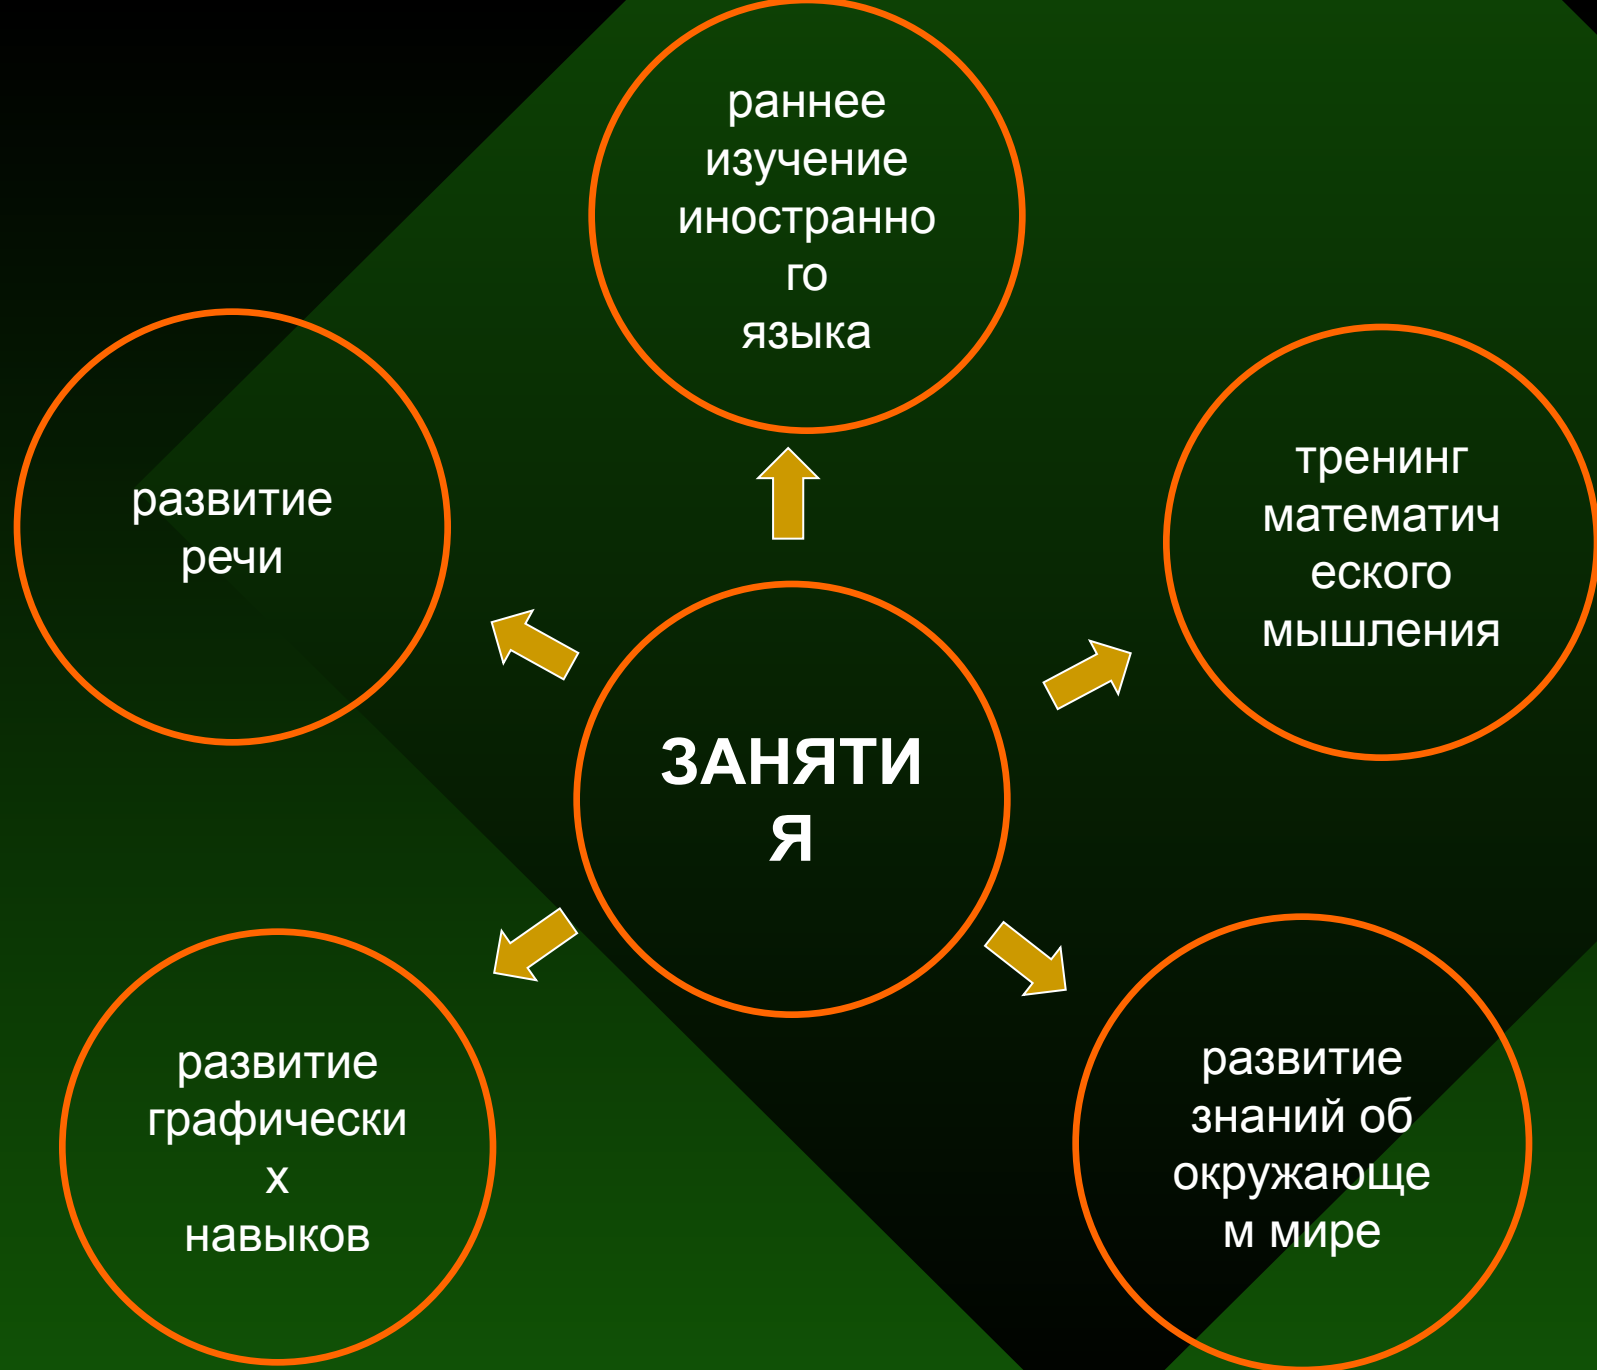 раннее
изучение
иностранно
го
языка
развитие
речи
тренинг
математич
еского
мышления
ЗАНЯТИ
Я
развитие
графически
х
навыков
развитие
знаний об
окружающе
м мире